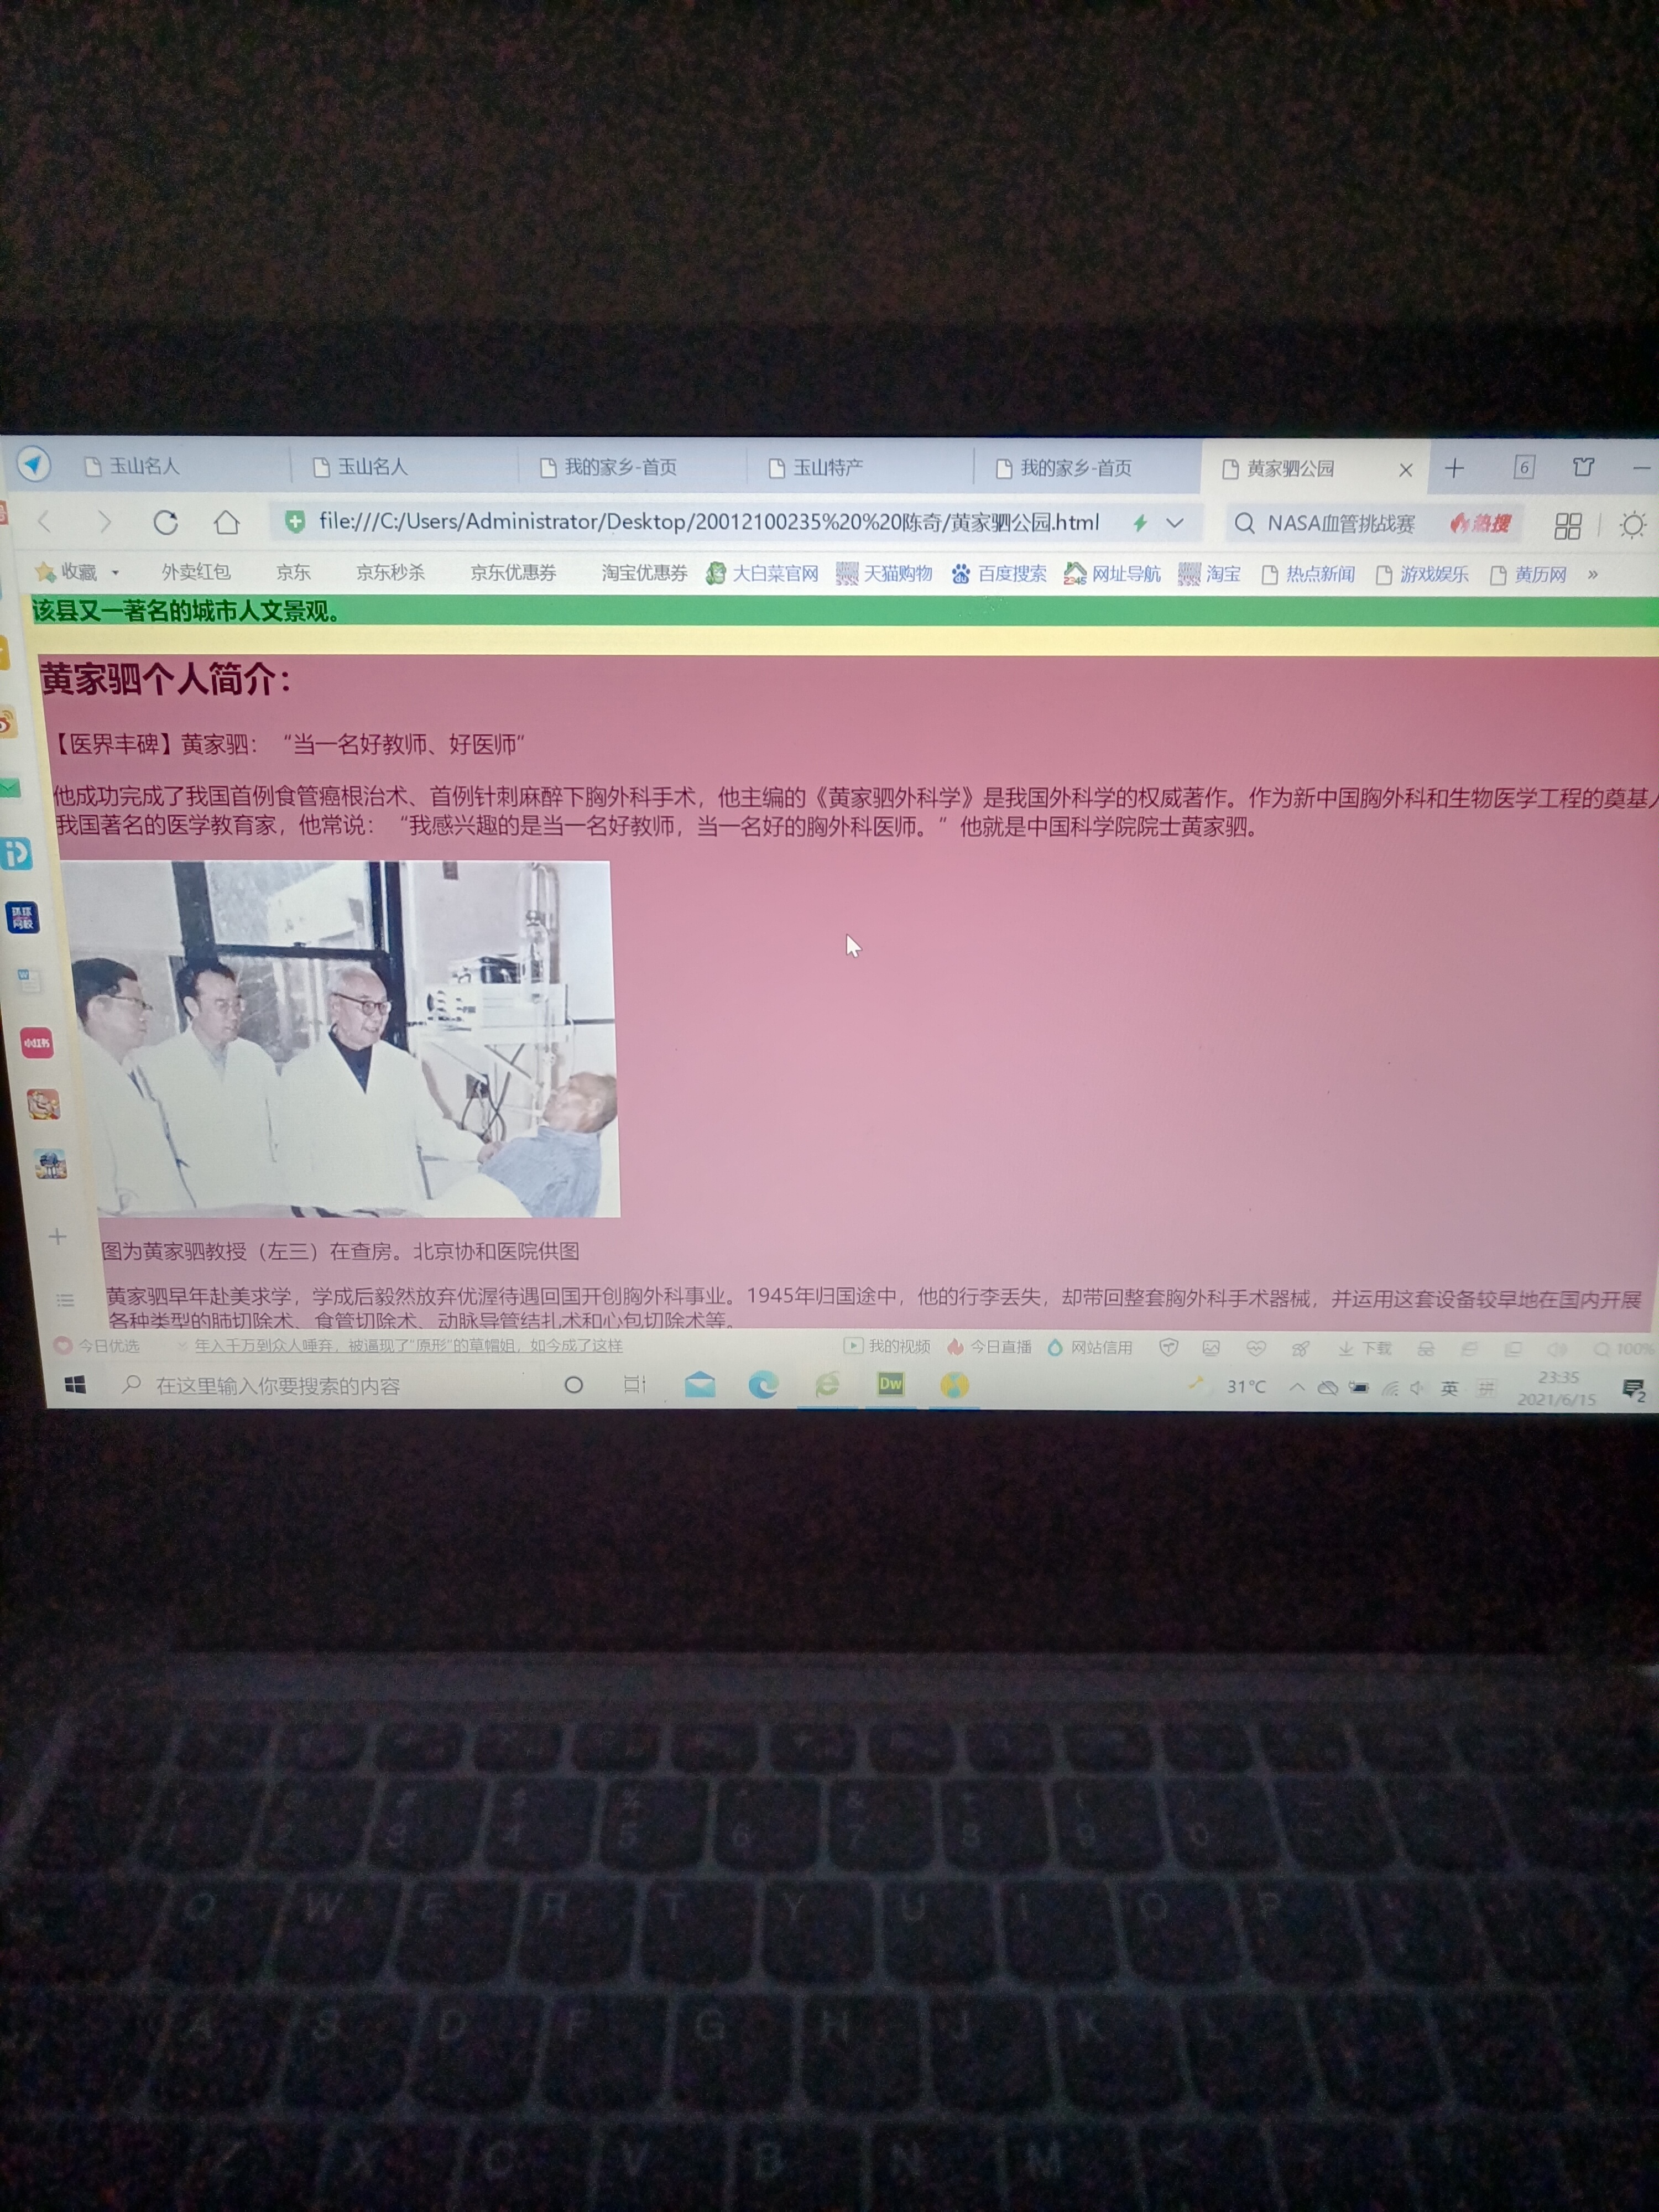 玉山名人
玉山名人
我的家乡-首页
玉山特产
我的家乡-首页
黄家驷公园
6
file:///C:/Users/Administrator/Desktop/20012100235%20%20陈奇/黄家驷公园.html
NASA血管挑战赛
热搜
收藏 外卖红包 京东 京东秒杀 京东优惠券 淘宝优惠券 大白菜官网 天猫购物 百度搜索 网址导航 淘宝 热点新闻 游戏娱乐 黄历网 »
该县又一著名的城市人文景观。
黄家驷个人简介：
【医界丰碑】黄家驷：“当一名好教师、好医师”
他成功完成了我国首例食管癌根治术、首例针刺麻醉下胸外科手术，他主编的《黄家驷外科学》是我国外科学的权威著作。作为新中国胸外科和生物医学工程的奠基人
我国著名的医学教育家，他常说：“我感兴趣的是当一名好教师，当一名好的胸外科医师。”他就是中国科学院院士黄家驷。
环球
网校
小红书
图为黄家驷教授（左三）在查房。北京协和医院供图
黄家驷早年赴美求学，学成后毅然放弃优渥待遇回国开创胸外科事业。1945年归国途中，他的行李丢失，却带回整套胸外科手术器械，并运用这套设备较早地在国内开展
各种类型的肺切除术、食管切除术、动脉导管结扎术和心包切除术等。
今日优选 年入千万到众人唾弃，被逼现了“原形”的草帽姐，如今成了这样 我的视频 今日直播 网站信用 下载 100%
在这里输入你要搜索的内容
Dw
31°C
英
拼
23:35
2021/6/15
2
2 3 4 5 6 7 8 9 0
Q W E R T Y U I O P
A S D F G H J K L
Z X C V B N M